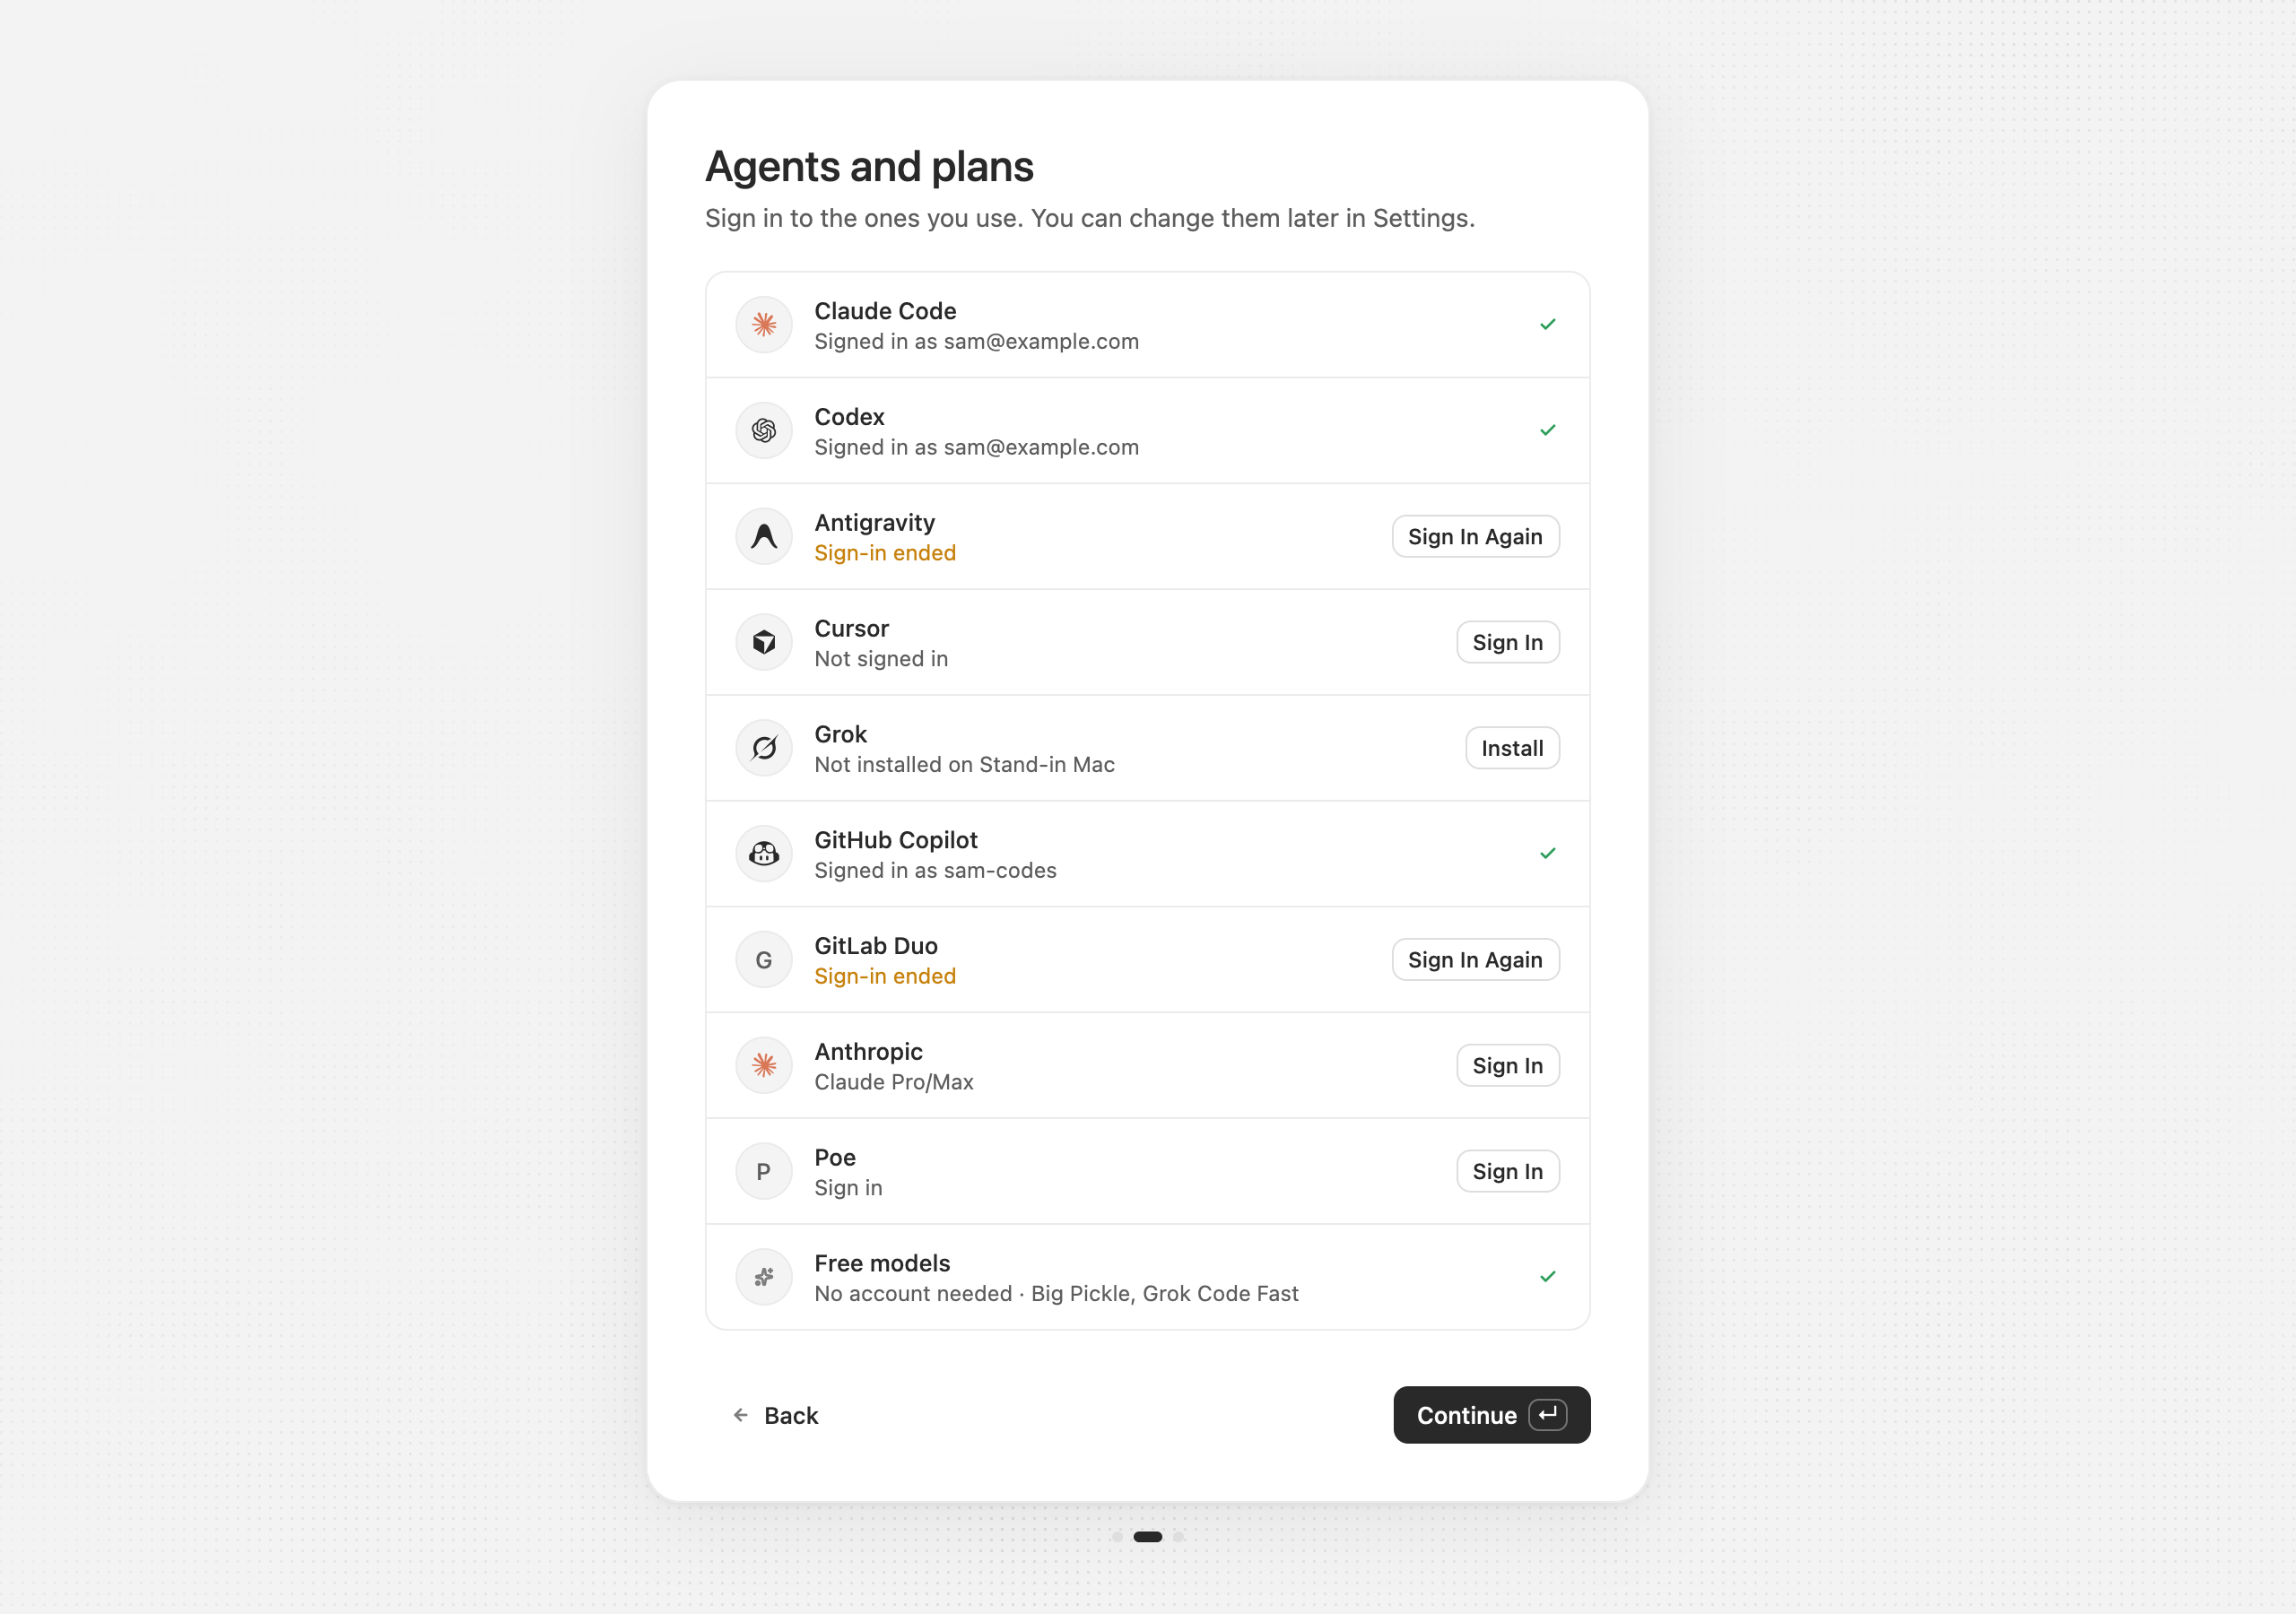 Agents and plans
Sign in to the ones you use. You can change them later in Settings.
Claude Code
Signed in as sam@example.com
Codex
Signed in as sam@example.com
Antigravity
Sign-in ended
Sign In Again
Cursor
Not signed in
Sign In
Grok
Not installed on Stand-in Mac
Install
GitHub Copilot
Signed in as sam-codes
G
GitLab Duo
Sign-in ended
Sign In Again
Anthropic
Claude Pro/Max
Sign In
P
Poe
Sign in
Sign In
Free models
No account needed · Big Pickle, Grok Code Fast
Back
Continue